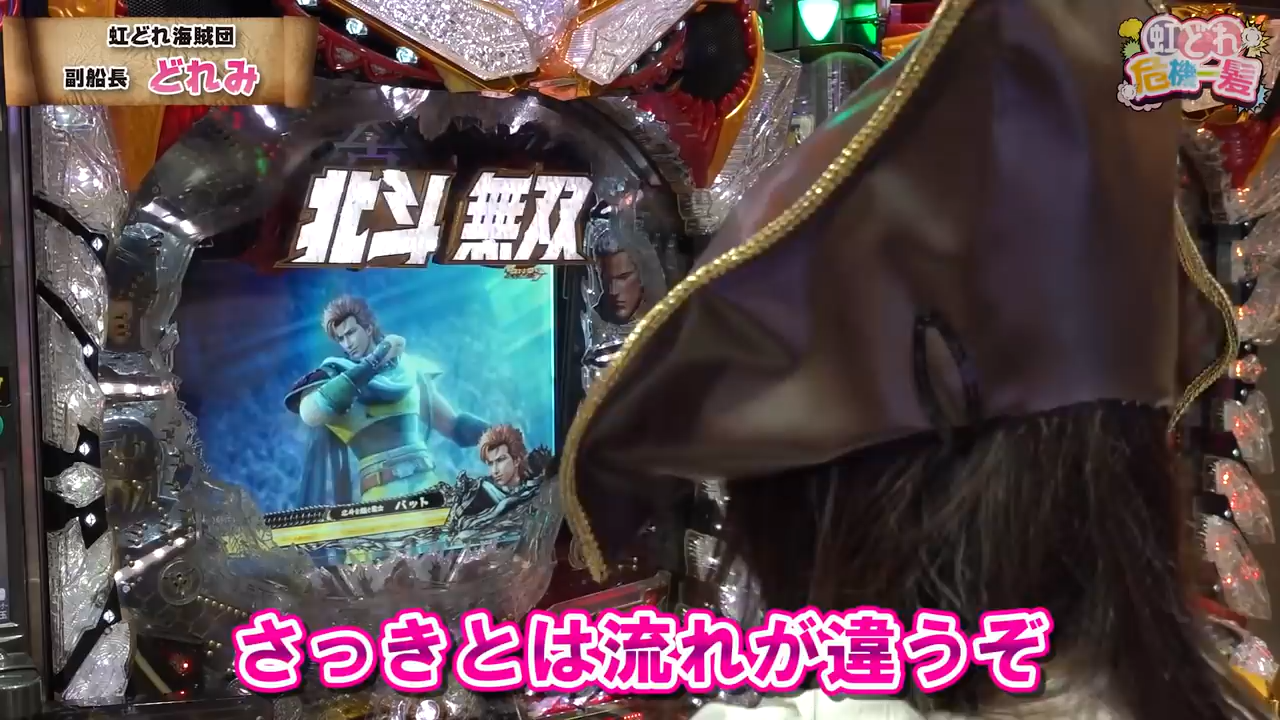 虹どれ海賊団
副船長 どれみ
虹どれ
危機一髪
北斗無双
バット
さっきとは流れが違うぞ